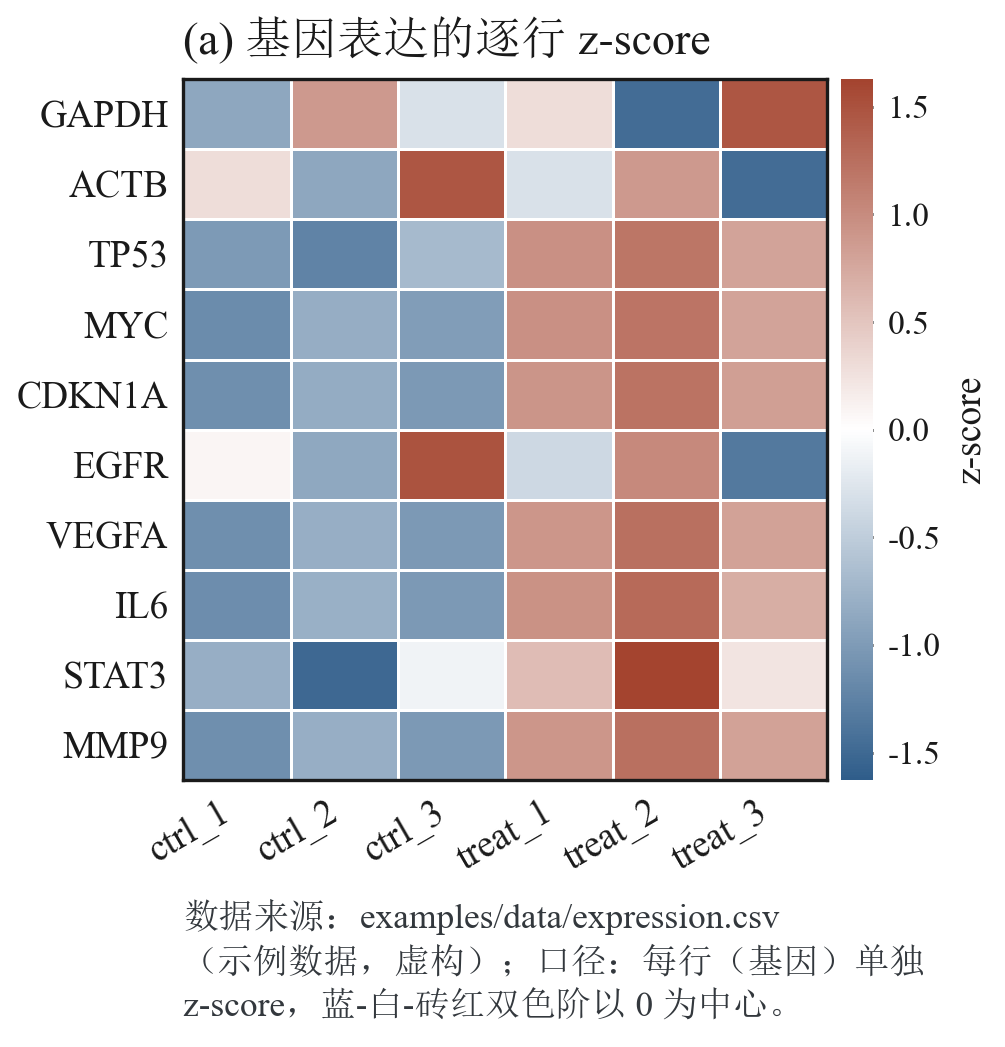 (a) 基因表达的逐行 z-score
GAPDH
ACTB
TP53
MYC
CDKN1A
EGFR
VEGFA
IL6
STAT3
MMP9
ctrl_1
ctrl_2
ctrl_3
treat_1
treat_2
treat_3
1.5
1.0
0.5
0.0
-0.5
-1.0
-1.5
z-score
数据来源：examples/data/expression.csv
（示例数据，虚构）；口径：每行（基因）单独
z-score，蓝-白-砖红双色阶以 0 为中心。